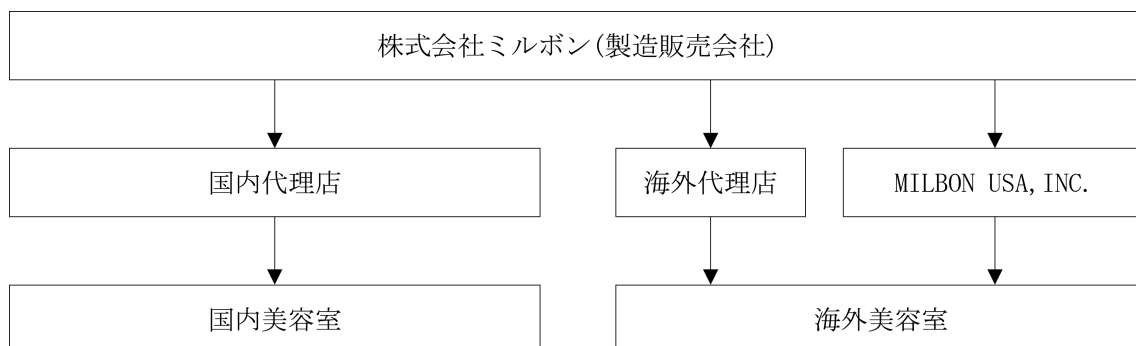 株式会社ミルボン(製造販売会社)
国内代理店
海外代理店
MILBON USA,INC.
国内美容室
海外美容室